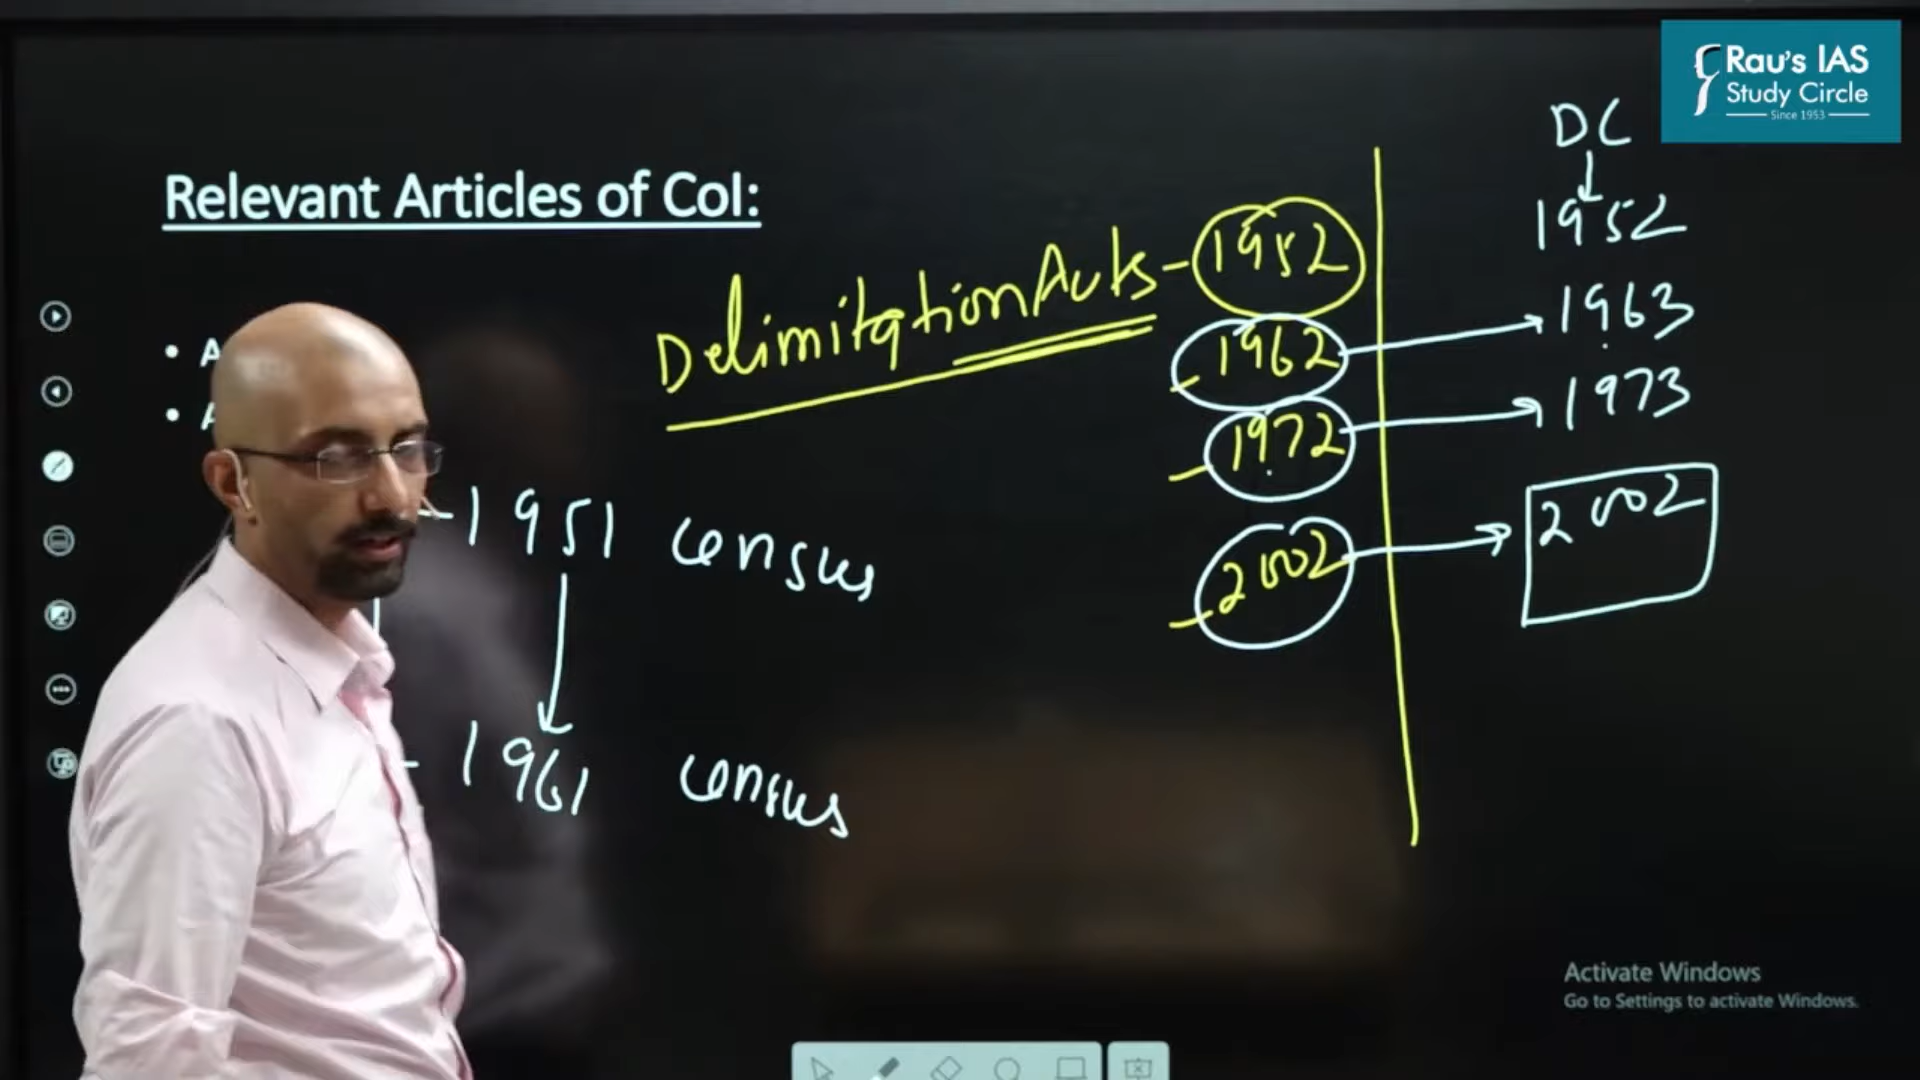 Rau's IAS
Study Circle
Since 1953
Relevant Articles of CoI:
• A
• A
Delimitation Acts - 1952
1962
1972
2002
DC
1952
1963
1973
2002
- 1951 census
- 1961 census
Activate Windows
Go to Settings to activate Windows.